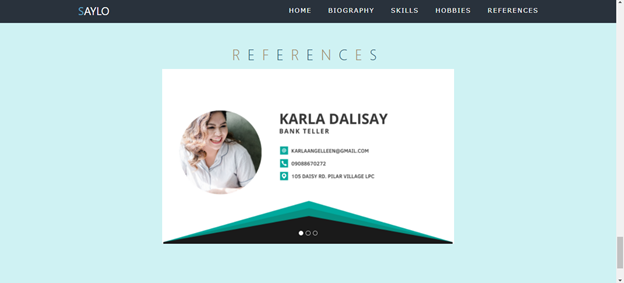 SAYLO
HOME BIOGRAPHY SKILLS HOBBIES REFERENCES
REFERENCES
KARLA DALISAY
BANK TELLER
KARLAANGELLEEN@GMAIL.COM
09088670272
105 DAISY RD. PILAR VILLAGE LPC